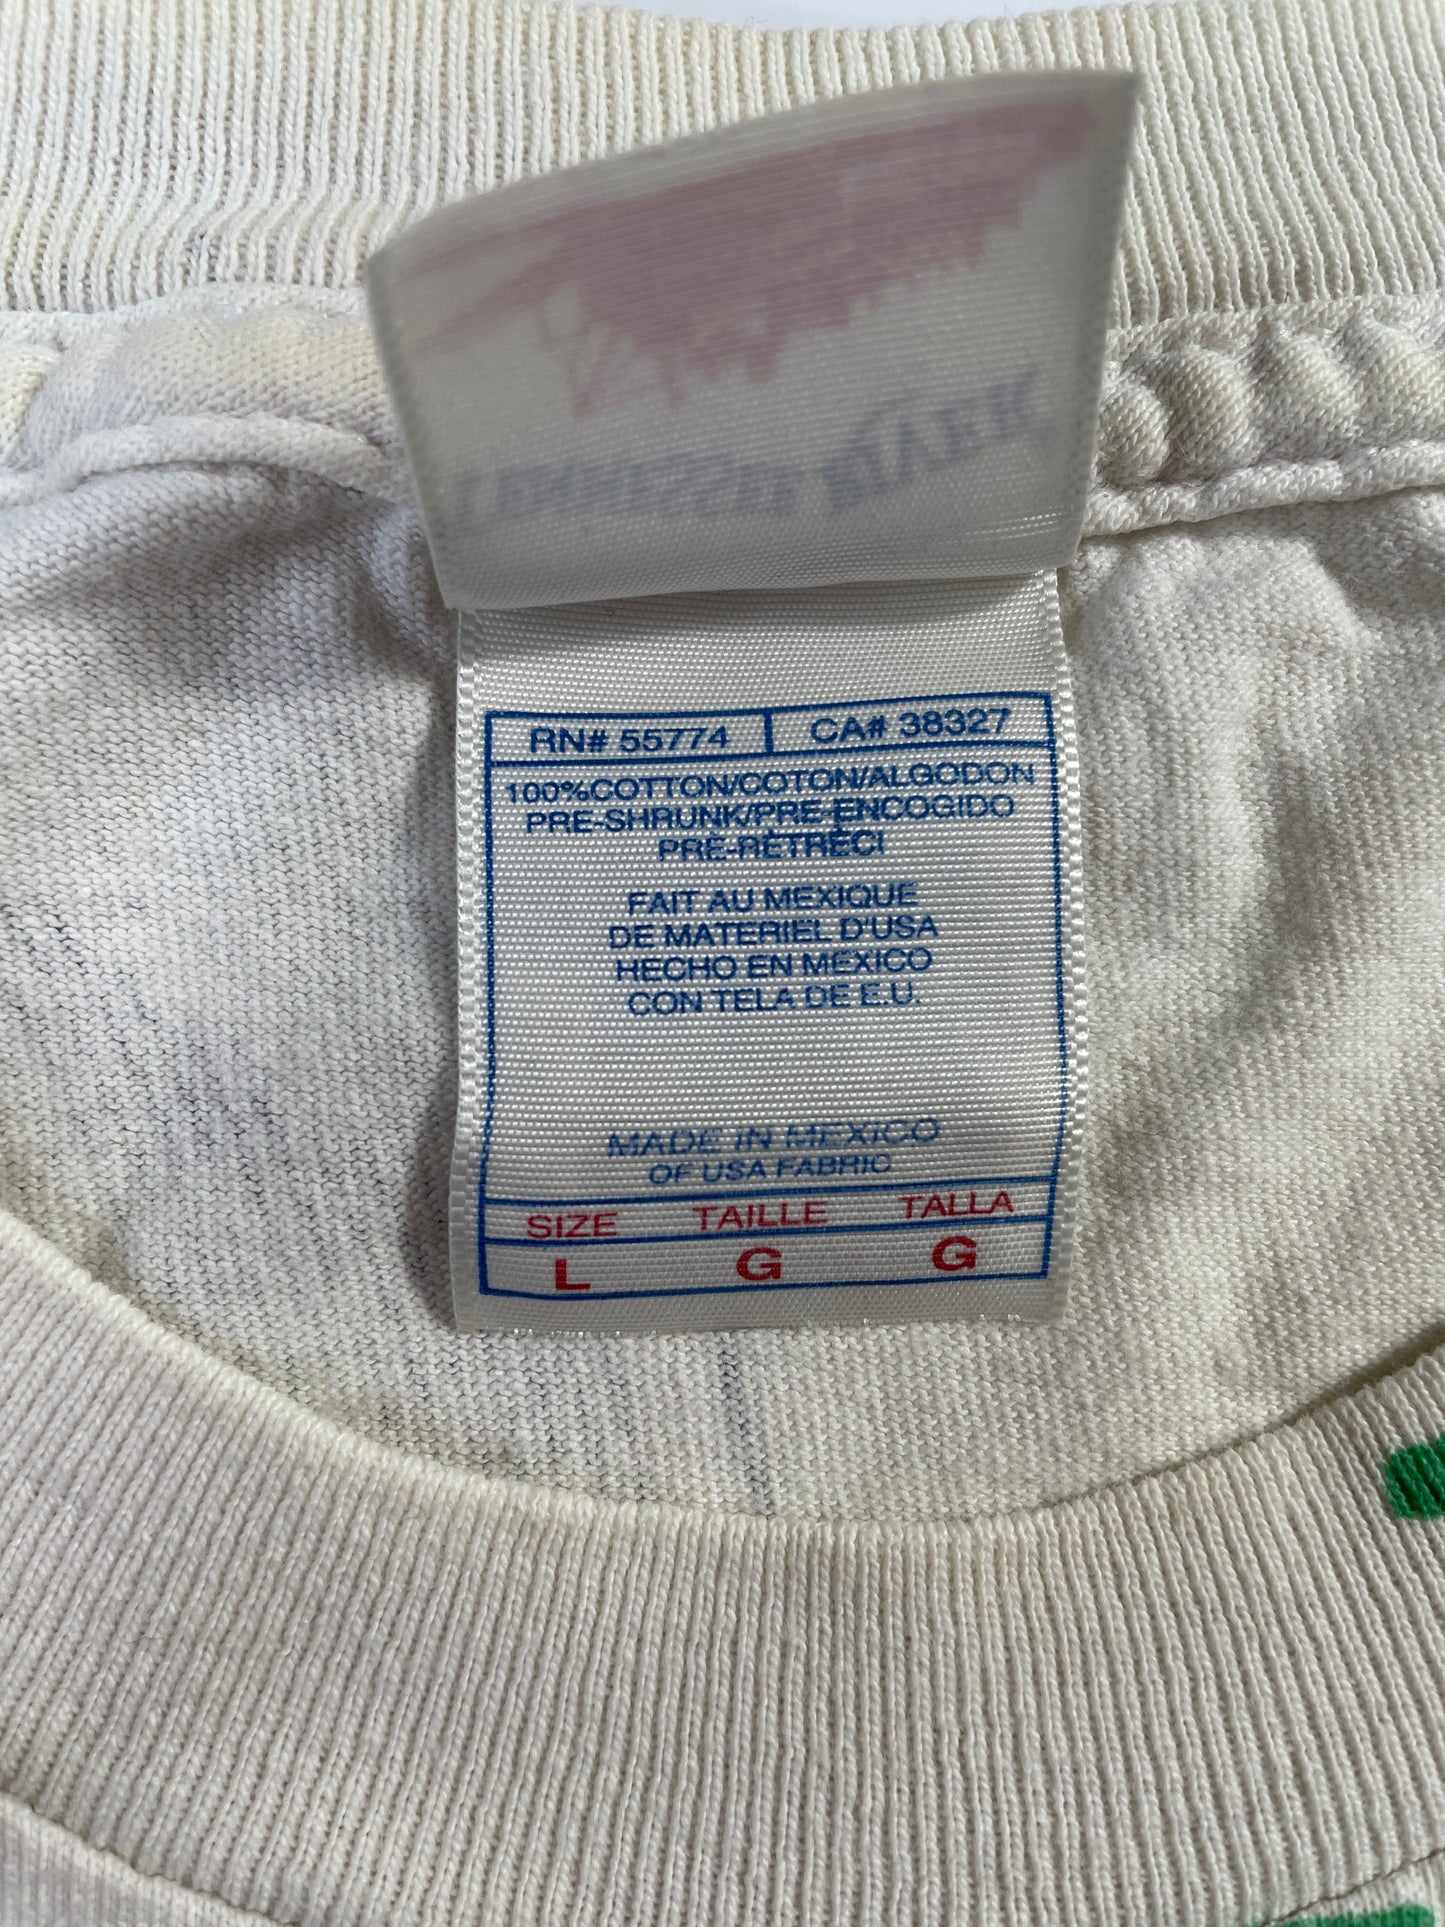 RN# 55774 CA# 38327
100%COTTON/COTON/ALGODON
PRE-SHRUNK/PRE-ENCOGIDO
PRÉ-RÉTRÉCI
FAIT AU MEXIQUE
DE MATERIEL D'USA
HECHO EN MEXICO
CON TELA DE E.U.
MADE IN MEXICO
OF USA FABRIC
SIZE TAILLE TALLA
L G G